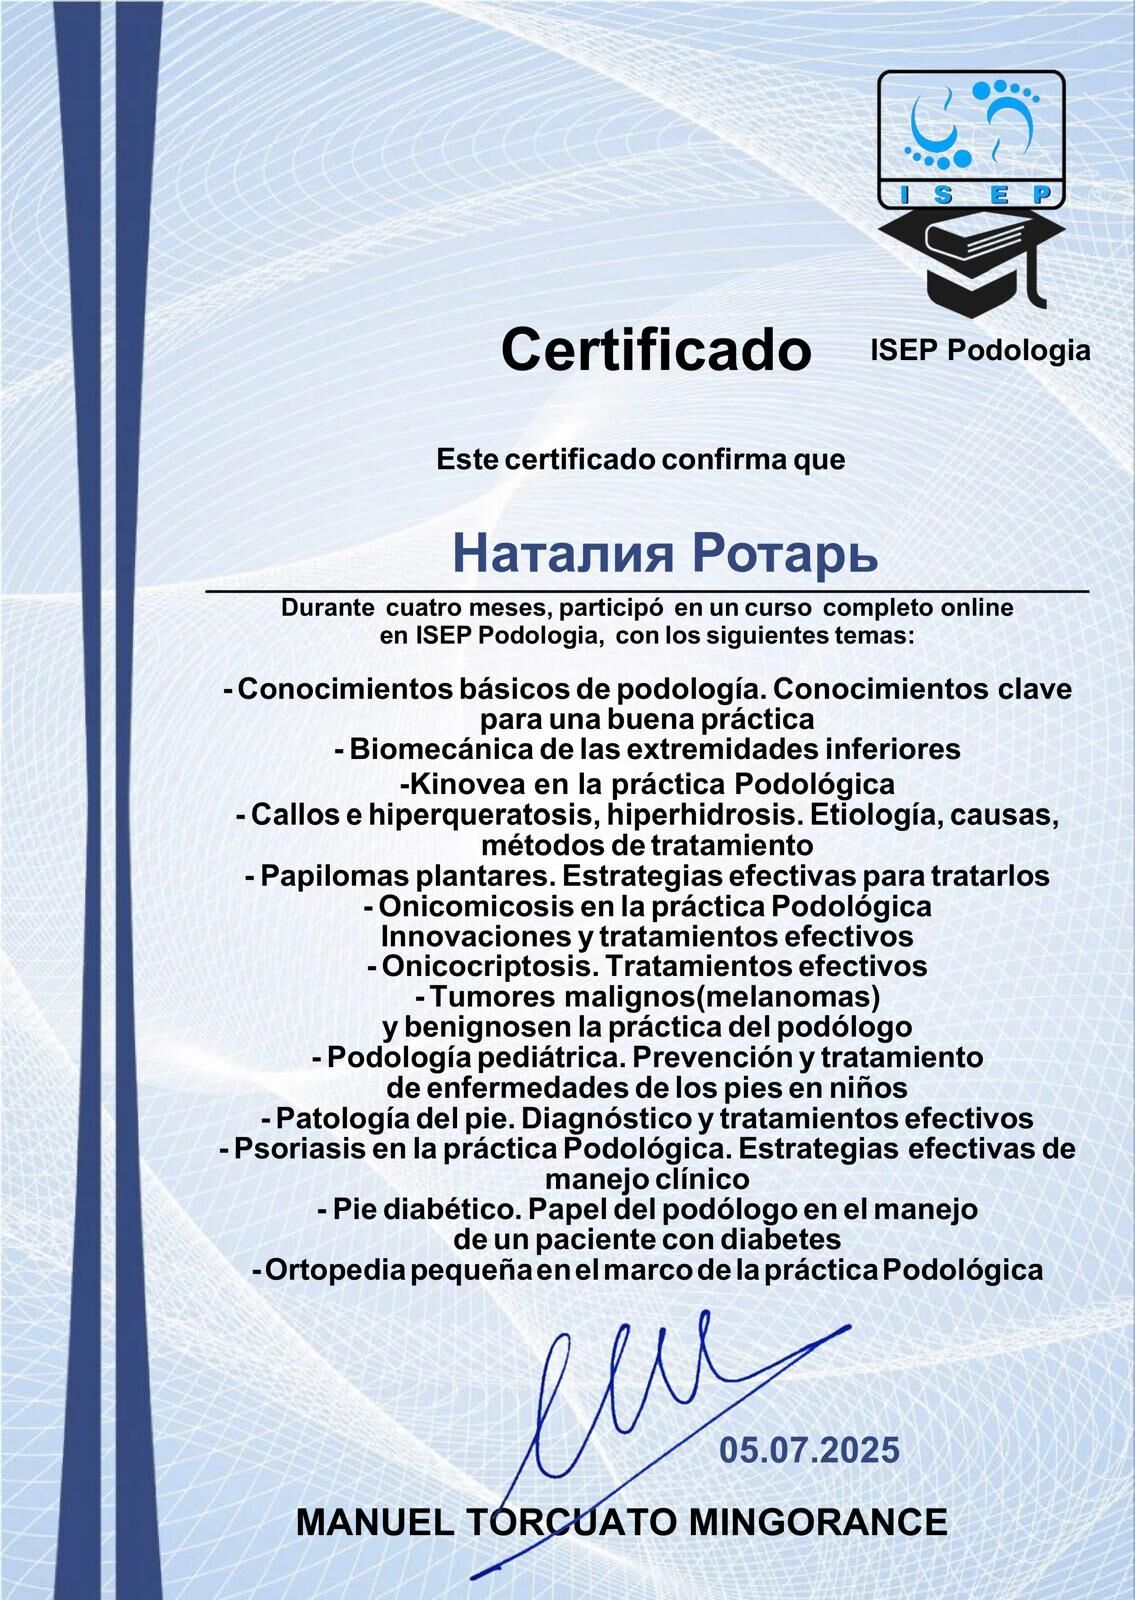 I S E P
Certificado
ISEP Podologia
Este certificado confirma que
Наталия Ротарь
Durante cuatro meses, participó en un curso completo online
en ISEP Podologia, con los siguientes temas:
- Conocimientos básicos de podología. Conocimientos clave
para una buena práctica
- Biomecánica de las extremidades inferiores
-Kinovea en la práctica Podológica
- Callos e hiperqueratosis, hiperhidrosis. Etiología, causas,
métodos de tratamiento
- Papilomas plantares. Estrategias efectivas para tratarlos
- Onicomicosis en la práctica Podológica
Innovaciones y tratamientos efectivos
- Onicocriptosis. Tratamientos efectivos
- Tumores malignos(melanomas)
y benignosen la práctica del podólogo
- Podología pediátrica. Prevención y tratamiento
de enfermedades de los pies en niños
- Patología del pie. Diagnóstico y tratamientos efectivos
- Psoriasis en la práctica Podológica. Estrategias efectivas de
manejo clínico
- Pie diabético. Papel del podólogo en el manejo
de un paciente con diabetes
- Ortopedia pequeña en el marco de la práctica Podológica
05.07.2025
MANUEL TORCUATO MINGORANCE